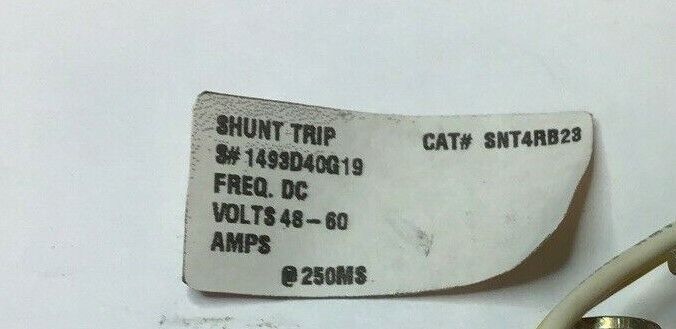 SHUNT TRIP CAT# SNT4RB23
S# 1493D40G19
FREQ. DC
VOLTS 48-60
AMPS
@ 250MS